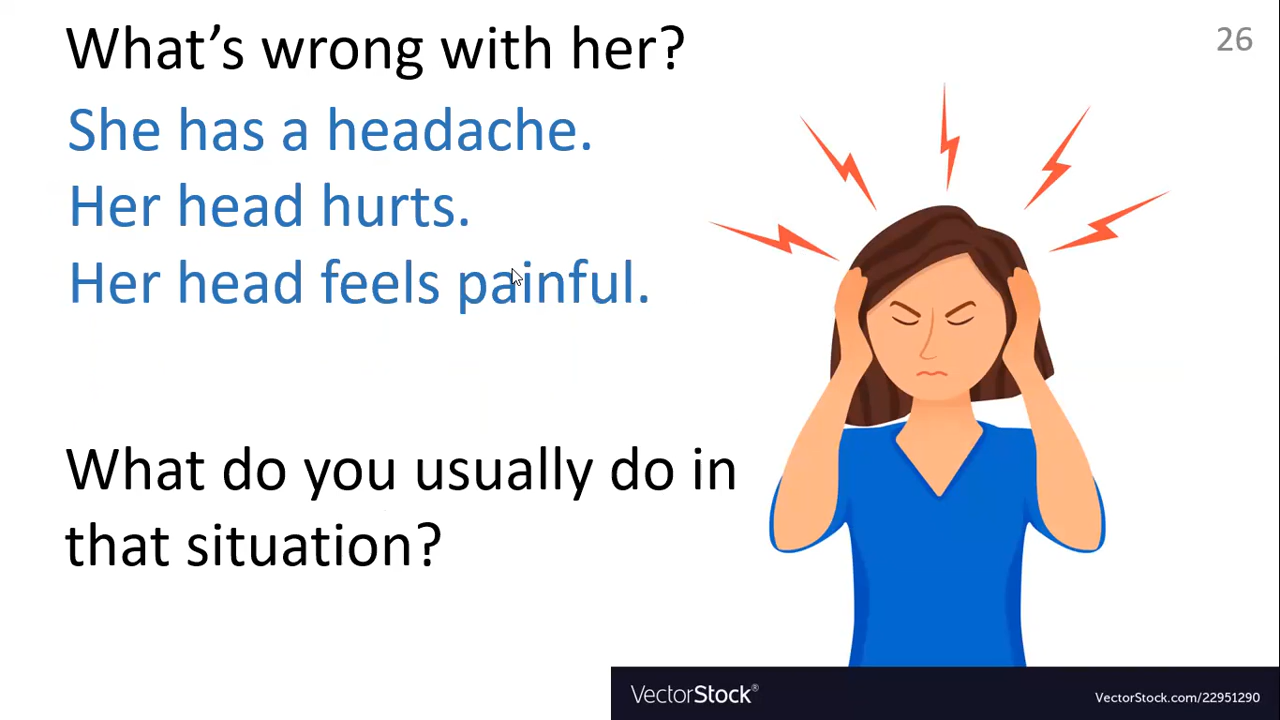 What’s wrong with her?
26
She has a headache.
Her head hurts.
Her head feels painful.
What do you usually do in
that situation?
VectorStock®
VectorStock.com/22951290